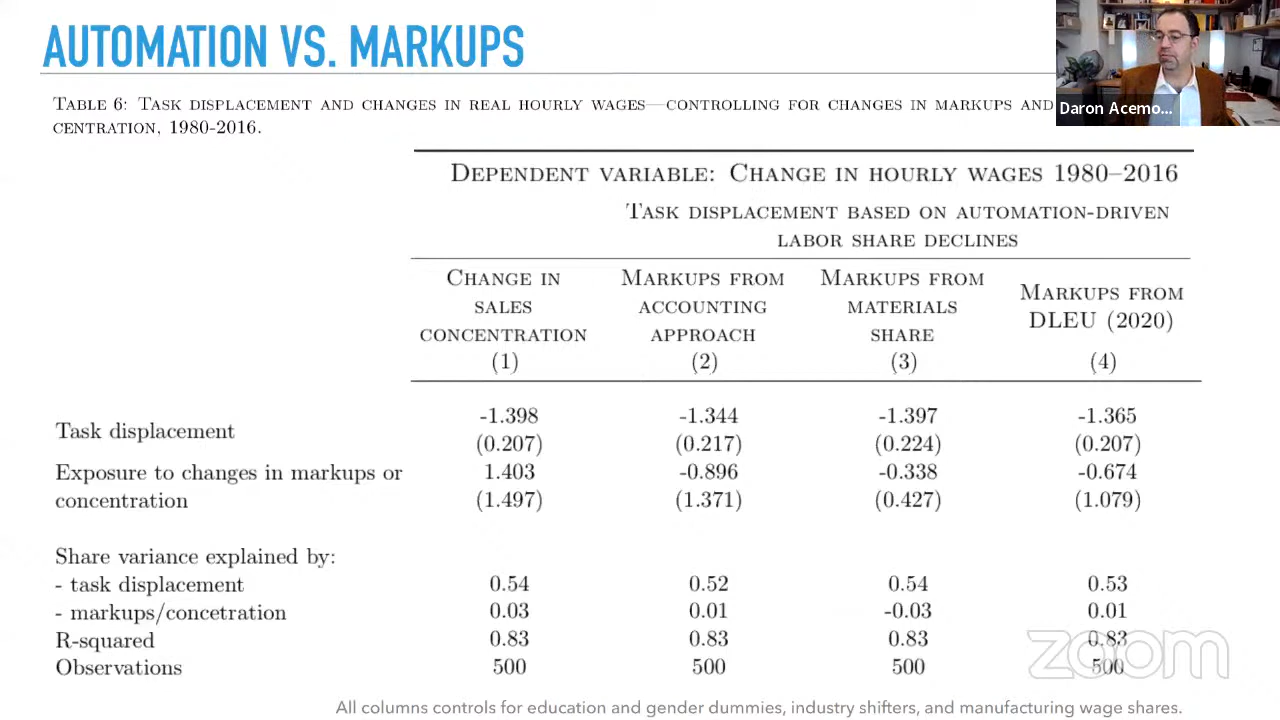 AUTOMATION VS. MARKUPS
Table 6: Task displacement and changes in real hourly wages—controlling for changes in markups and
centration, 1980-2016.
Daron Acemo...
Dependent variable: Change in hourly wages 1980–2016
Task displacement based on automation-driven
labor share declines
Change in sales concentration Markups from accounting approach Markups from materials share Markups from DLEU (2020)
(1) (2) (3) (4)
Task displacement -1.398 -1.344 -1.397 -1.365
(0.207) (0.217) (0.224) (0.207)
Exposure to changes in markups or 1.403 -0.896 -0.338 -0.674
concentration (1.497) (1.371) (0.427) (1.079)
Share variance explained by:
- task displacement 0.54 0.52 0.54 0.53
- markups/concetration 0.03 0.01 -0.03 0.01
R-squared 0.83 0.83 0.83 0.83
Observations 500 500 500 500
zoom
All columns controls for education and gender dummies, industry shifters, and manufacturing wage shares.